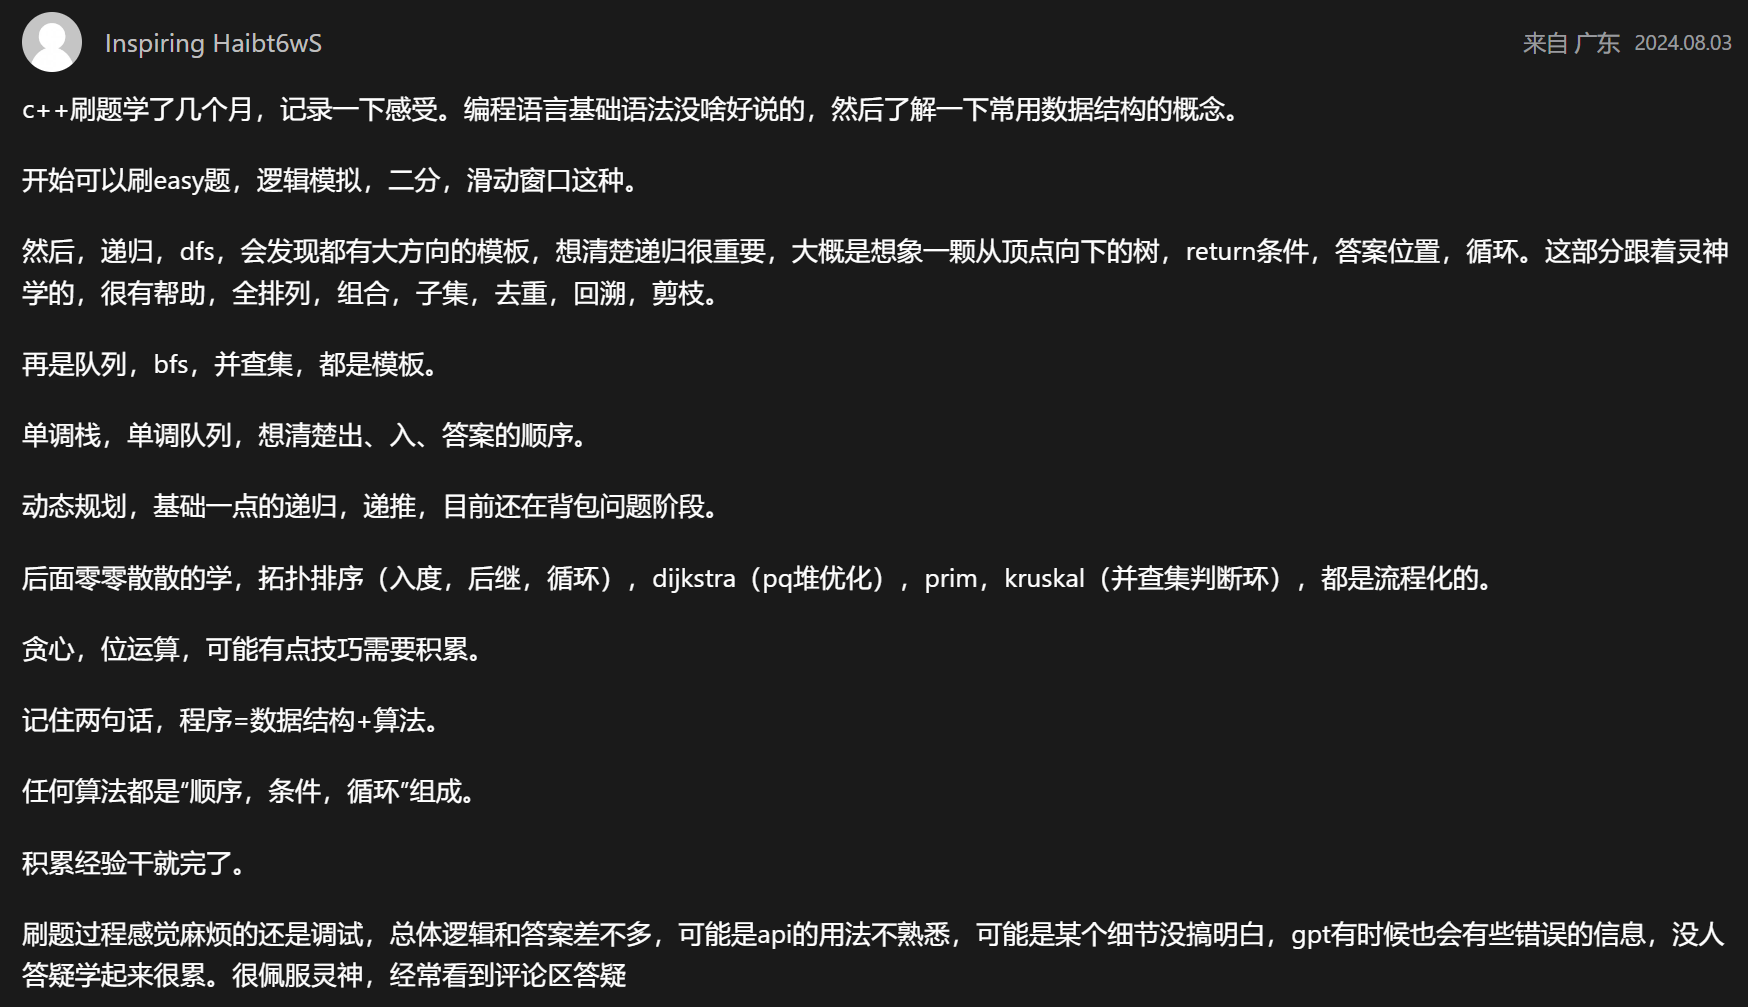 Inspiring Haibt6wS
来自 广东 2024.08.03
c++刷题学了几个月，记录一下感受。编程语言基础语法没啥好说的，然后了解一下常用数据结构的概念。
开始可以刷easy题，逻辑模拟，二分，滑动窗口这种。
然后，递归，dfs，会发现都有大方向的模板，想清楚递归很重要，大概是想象一颗从顶点向下的树，return条件，答案位置，循环。这部分跟着灵神
学的，很有帮助，全排列，组合，子集，去重，回溯，剪枝。
再是队列，bfs，并查集，都是模板。
单调栈，单调队列，想清楚出、入、答案的顺序。
动态规划，基础一点的递归，递推，目前还在背包问题阶段。
后面零零散散的学，拓扑排序（入度，后继，循环），dijkstra（pq堆优化），prim，kruskal（并查集判断环），都是流程化的。
贪心，位运算，可能有点技巧需要积累。
记住两句话，程序=数据结构+算法。
任何算法都是“顺序，条件，循环”组成。
积累经验干就完了。
刷题过程感觉麻烦的还是调试，总体逻辑和答案差不多，可能是api的用法不熟悉，可能是某个细节没搞明白，gpt有时候也会有些错误的信息，没人
答疑学起来很累。很佩服灵神，经常看到评论区答疑